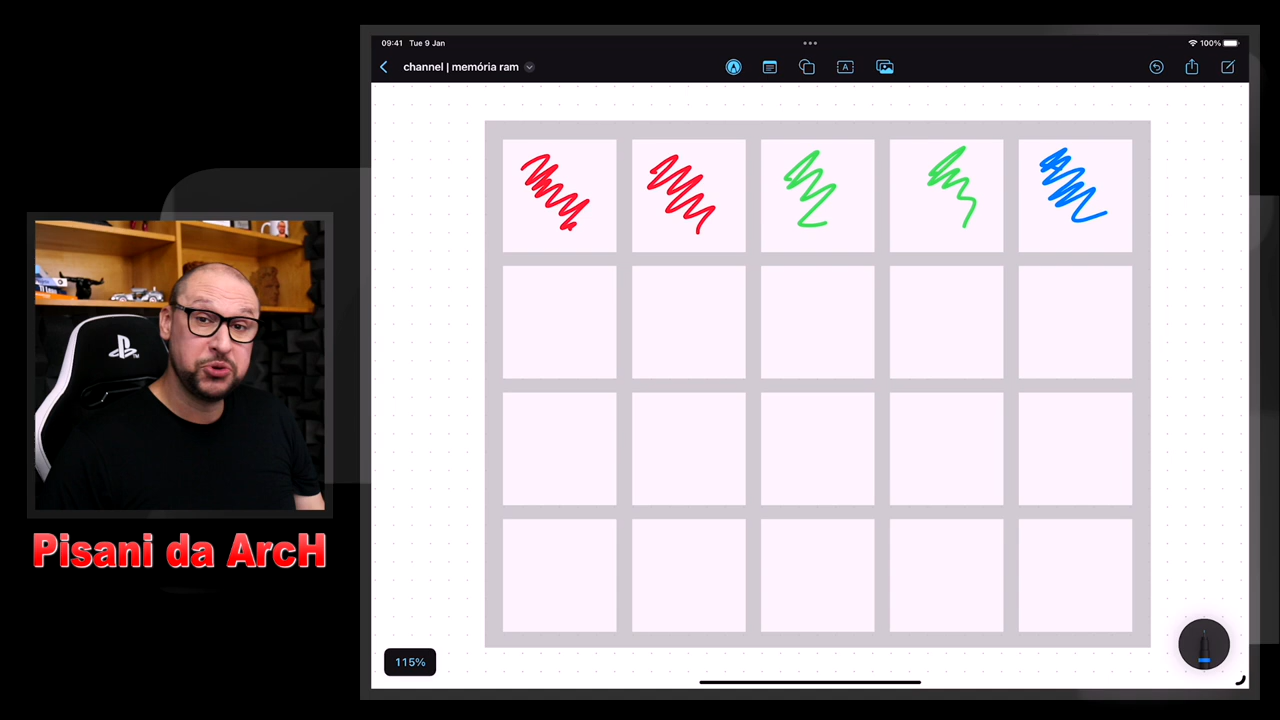 09:41 Tue 9 Jan
100%
channel | memória ram
A
Pisani da ArcH
115%